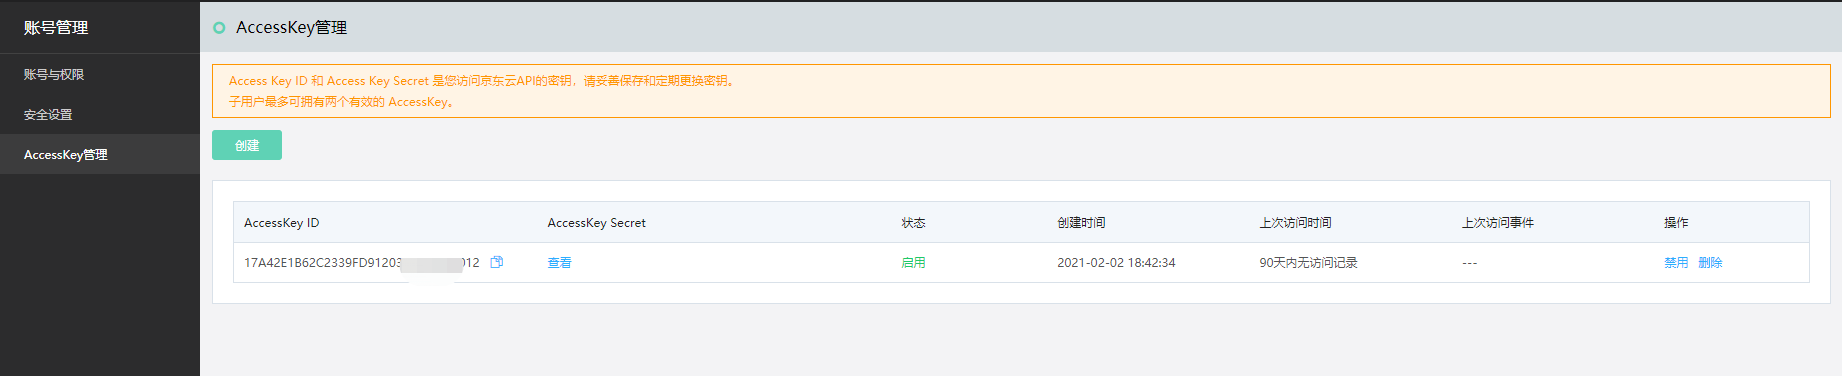 账号管理
账号与权限
安全设置
AccessKey管理
AccessKey管理
Access Key ID 和 Access Key Secret 是您访问京东云API的密钥，请妥善保存和定期更换密钥。
子用户最多可拥有两个有效的 AccessKey。
创建
AccessKey ID AccessKey Secret 状态 创建时间 上次访问时间 上次访问事件 操作
17A42E1B62C2339FD91203 012 查看 启用 2021-02-02 18:42:34 90天内无访问记录 --- 禁用 删除